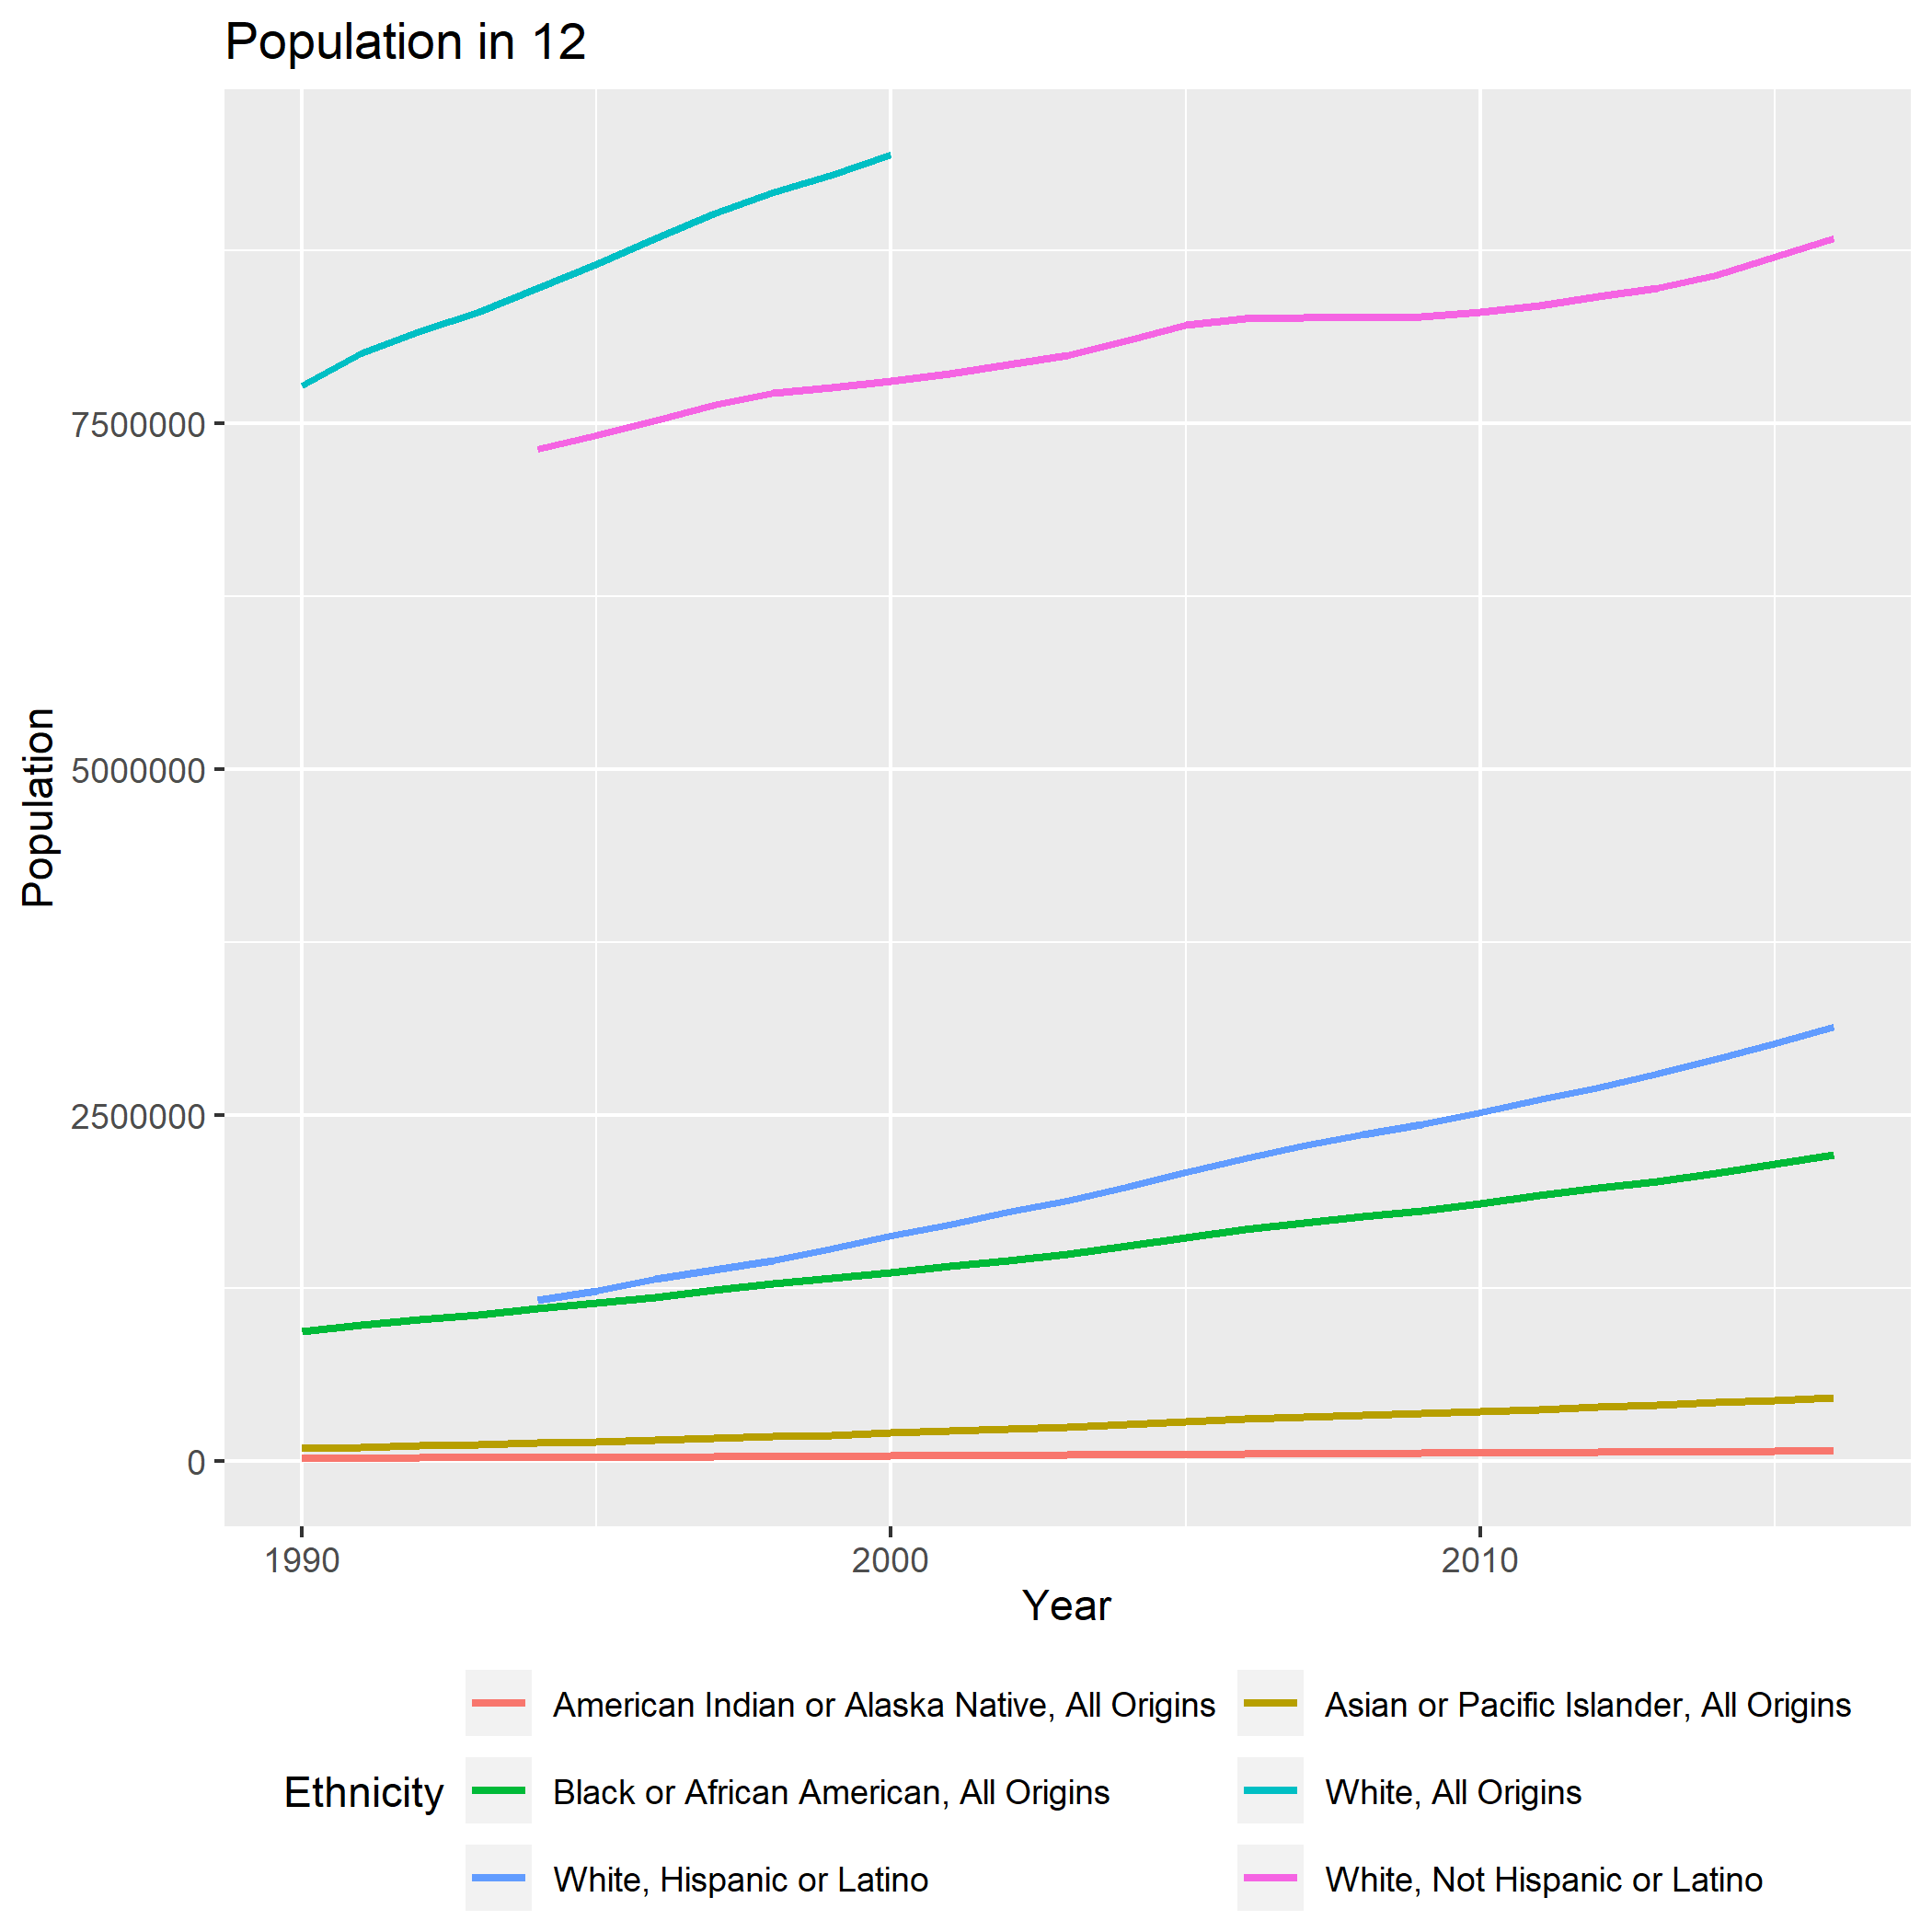 Population in 12
Population
7500000
5000000
2500000
0
1990 2000 2010
Year
Ethnicity
American Indian or Alaska Native, All Origins
Asian or Pacific Islander, All Origins
Black or African American, All Origins
White, All Origins
White, Hispanic or Latino
White, Not Hispanic or Latino